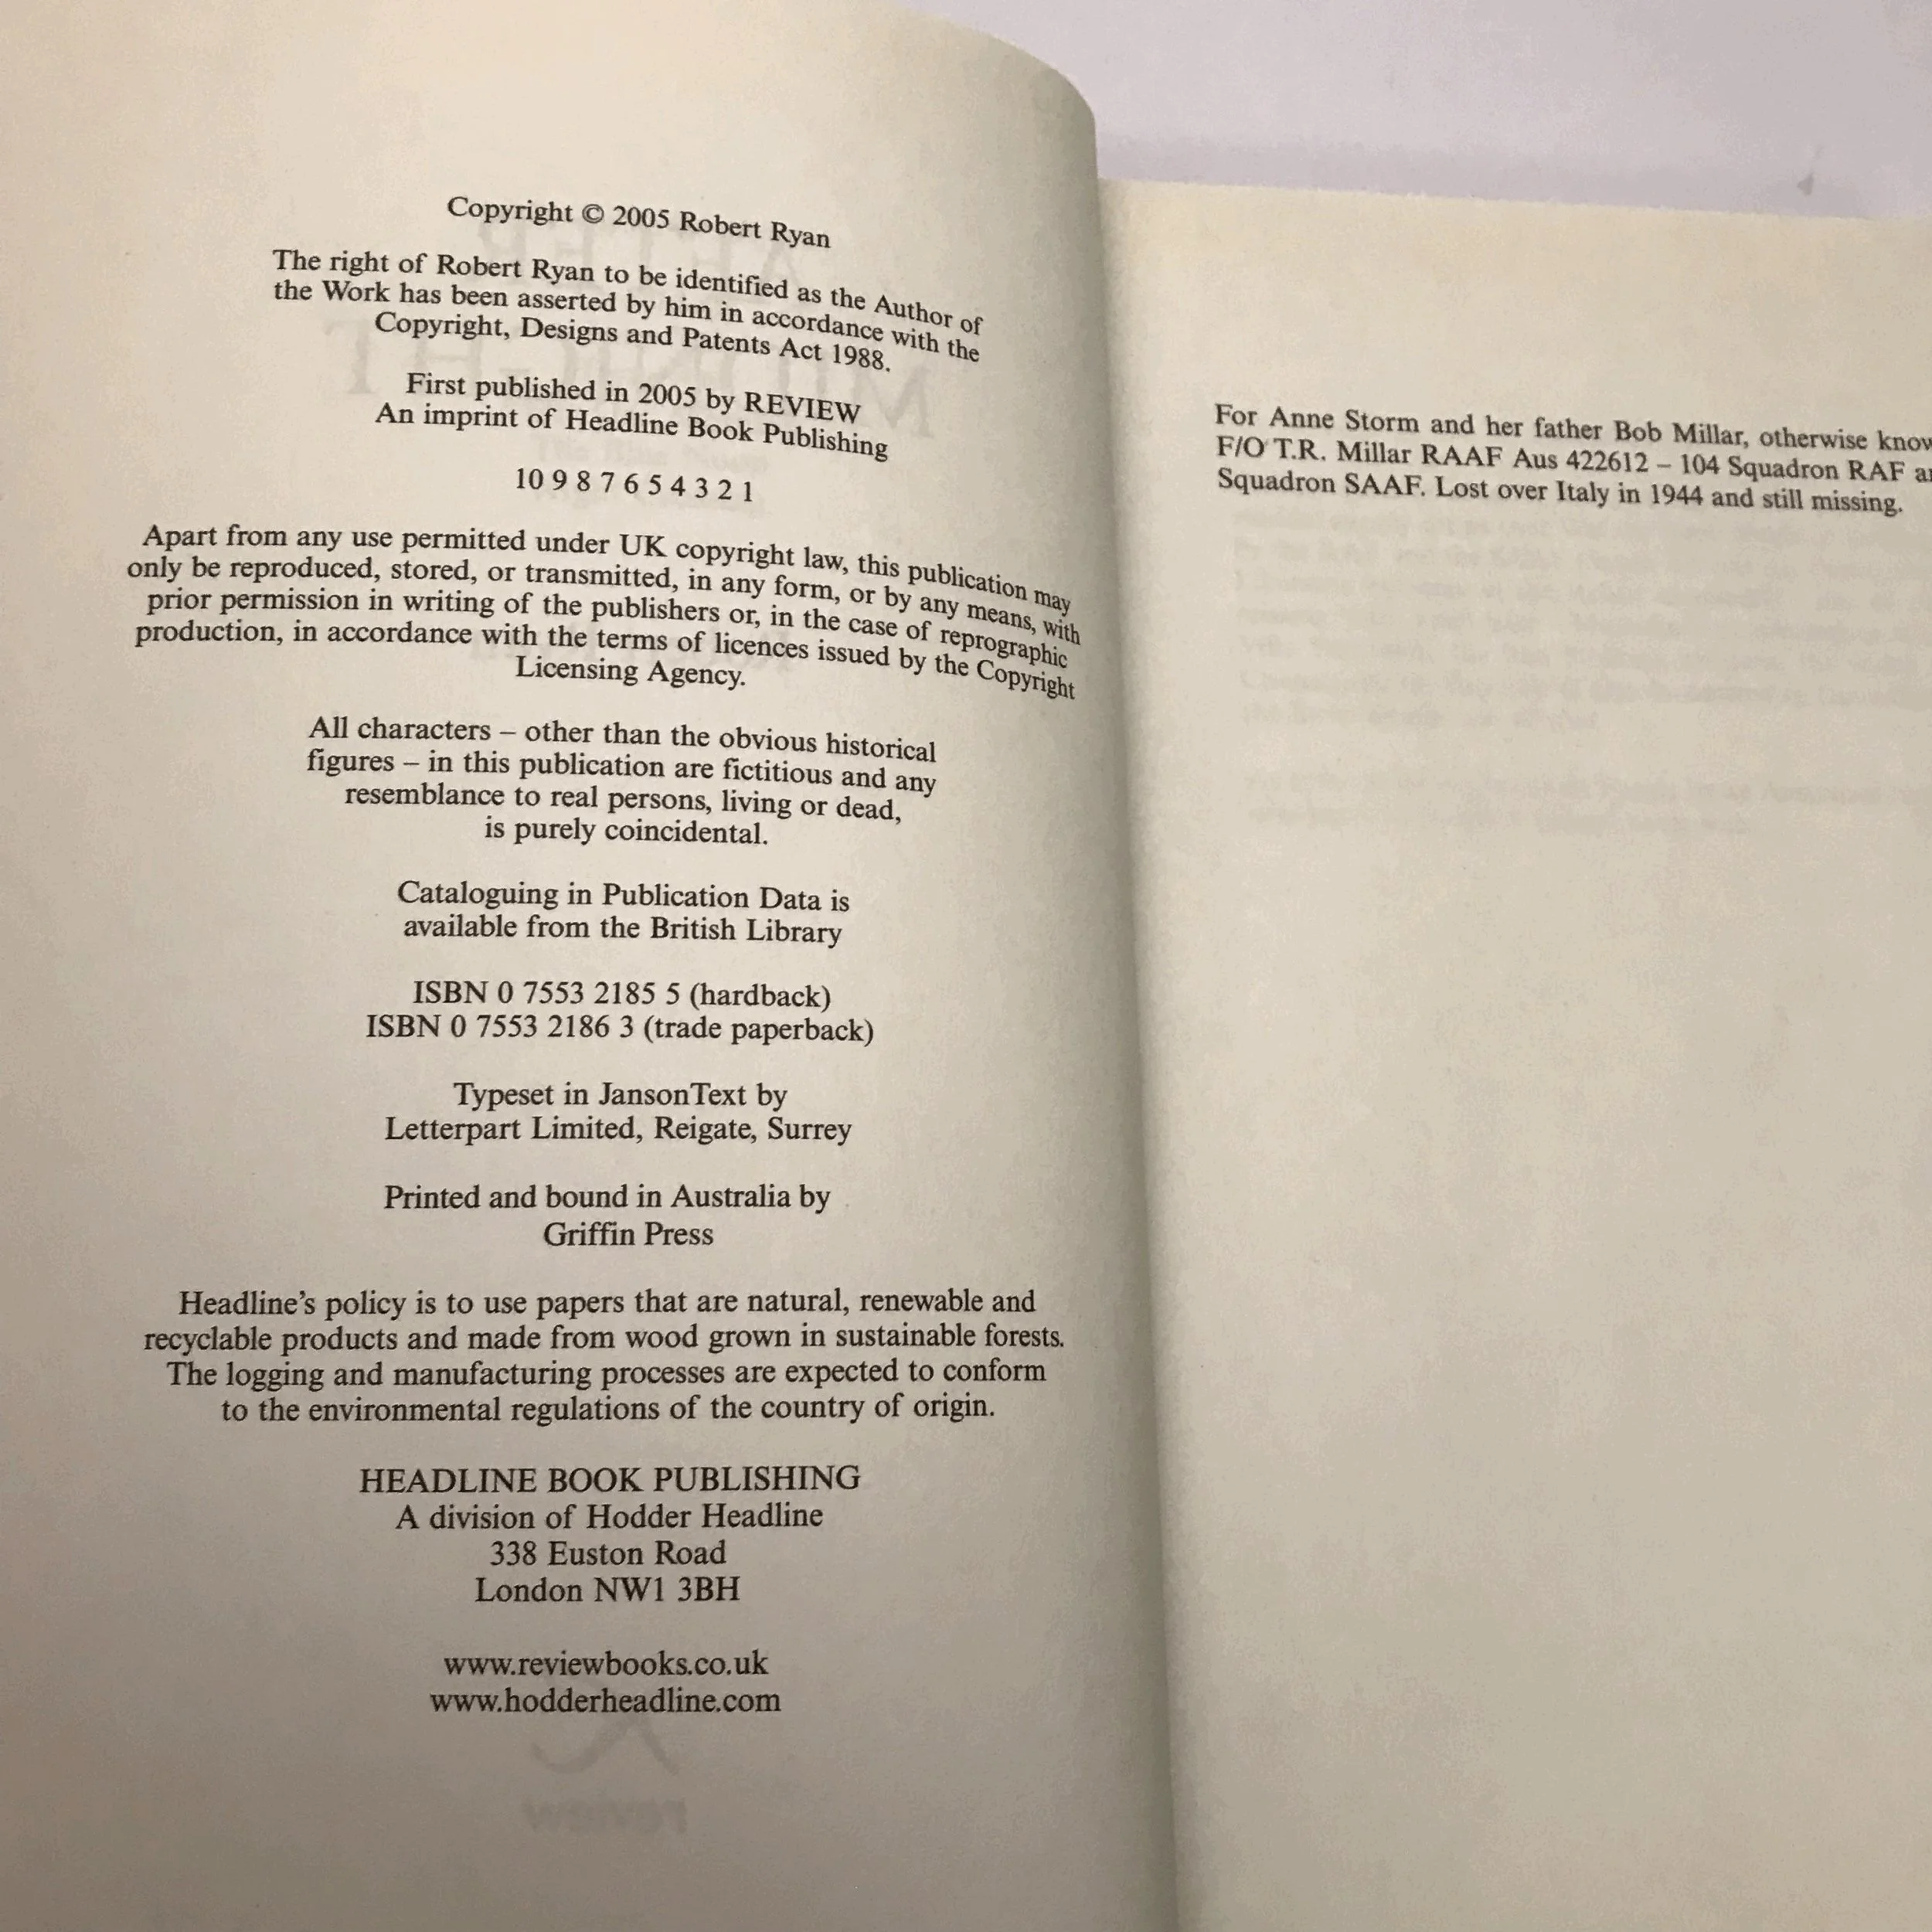 Copyright © 2005 Robert Ryan
The right of Robert Ryan to be identified as the Author of
the Work has been asserted by him in accordance with the
Copyright, Designs and Patents Act 1988.
First published in 2005 by REVIEW
An imprint of Headline Book Publishing
10 9 8 7 6 5 4 3 2 1
Apart from any use permitted under UK copyright law, this publication may
only be reproduced, stored, or transmitted, in any form, or by any means, with
prior permission in writing of the publishers or, in the case of reprographic
production, in accordance with the terms of licences issued by the Copyright
Licensing Agency.
All characters – other than the obvious historical
figures – in this publication are fictitious and any
resemblance to real persons, living or dead,
is purely coincidental.
Cataloguing in Publication Data is
available from the British Library
ISBN 0 7553 2185 5 (hardback)
ISBN 0 7553 2186 3 (trade paperback)
Typeset in JansonText by
Letterpart Limited, Reigate, Surrey
Printed and bound in Australia by
Griffin Press
Headline's policy is to use papers that are natural, renewable and
recyclable products and made from wood grown in sustainable forests.
The logging and manufacturing processes are expected to conform
to the environmental regulations of the country of origin.
HEADLINE BOOK PUBLISHING
A division of Hodder Headline
338 Euston Road
London NW1 3BH
www.reviewbooks.co.uk
www.hodderheadline.com
review
For Anne Storm and her father Bob Millar, otherwise know
F/O T.R. Millar RAAF Aus 422612 – 104 Squadron RAF
Squadron SAAF. Lost over Italy in 1944 and still missing.